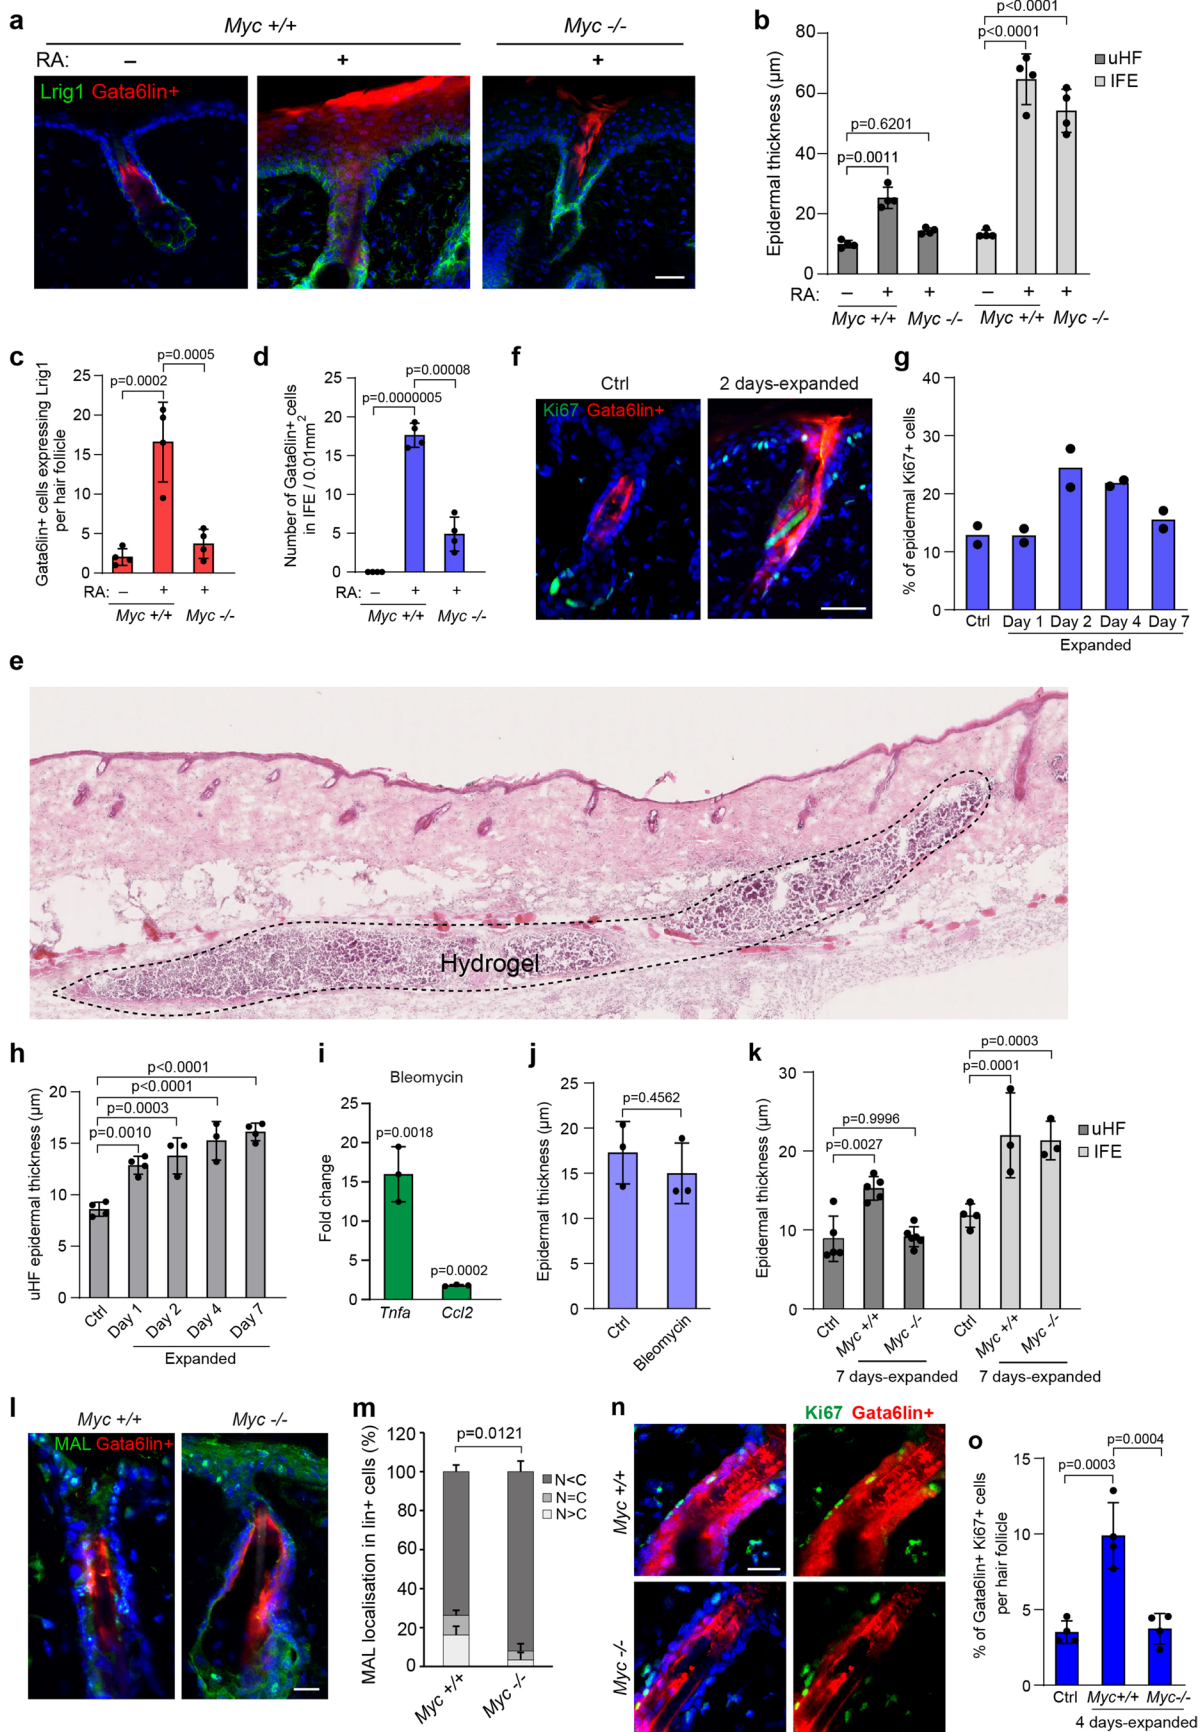 a
Myc +/+
Myc -/-
RA:
–
+
+
Lrig1 Gata6lin+
b
Epidermal thickness (µm)
80
60
40
20
0
p<0.0001
p<0.0001
p=0.6201
p=0.0011
uHF
IFE
RA: – + + – + +
Myc +/+ Myc -/- Myc +/+ Myc -/-
c
Gata6lin+ cells expressing Lrig1
per hair follicle
25
20
15
10
5
0
p=0.0005
p=0.0002
RA: – + +
Myc +/+ Myc -/-
d
Number of Gata6lin+ cells
in IFE / 0.01mm2
25
20
15
10
5
0
p=0.00008
p=0.0000005
RA: – + +
Myc +/+ Myc -/-
f
Ctrl
2 days-expanded
Ki67 Gata6lin+
g
% of epidermal Ki67+ cells
40
30
20
10
0
Ctrl Day 1 Day 2 Day 4 Day 7
Expanded
e
Hydrogel
h
uHF epidermal thickness (µm)
20
15
10
5
0
p<0.0001
p<0.0001
p=0.0003
p=0.0010
Ctrl Day 1 Day 2 Day 4 Day 7
Expanded
i
Bleomycin
Fold change
25
20
15
10
5
0
p=0.0018
p=0.0002
Tnfa Ccl2
j
Epidermal thickness (µm)
25
20
15
10
5
0
p=0.4562
Ctrl Bleomycin
k
Epidermal thickness (µm)
30
20
10
0
p=0.0003
p=0.0001
p=0.9996
p=0.0027
uHF
IFE
Ctrl Myc +/+ Myc -/- Ctrl Myc +/+ Myc -/-
7 days-expanded 7 days-expanded
l
Myc +/+
Myc -/-
MAL Gata6lin+
m
MAL localisation in lin+ cells (%)
120
100
80
60
40
20
0
p=0.0121
N<C
N=C
N>C
Myc +/+ Myc -/-
n
Ki67 Gata6lin+
Myc +/+
Myc -/-
o
% of Gata6lin+ Ki67+ cells
per hair follicle
15
10
5
0
p=0.0004
p=0.0003
Ctrl Myc+/+ Myc-/-
4 days-expanded